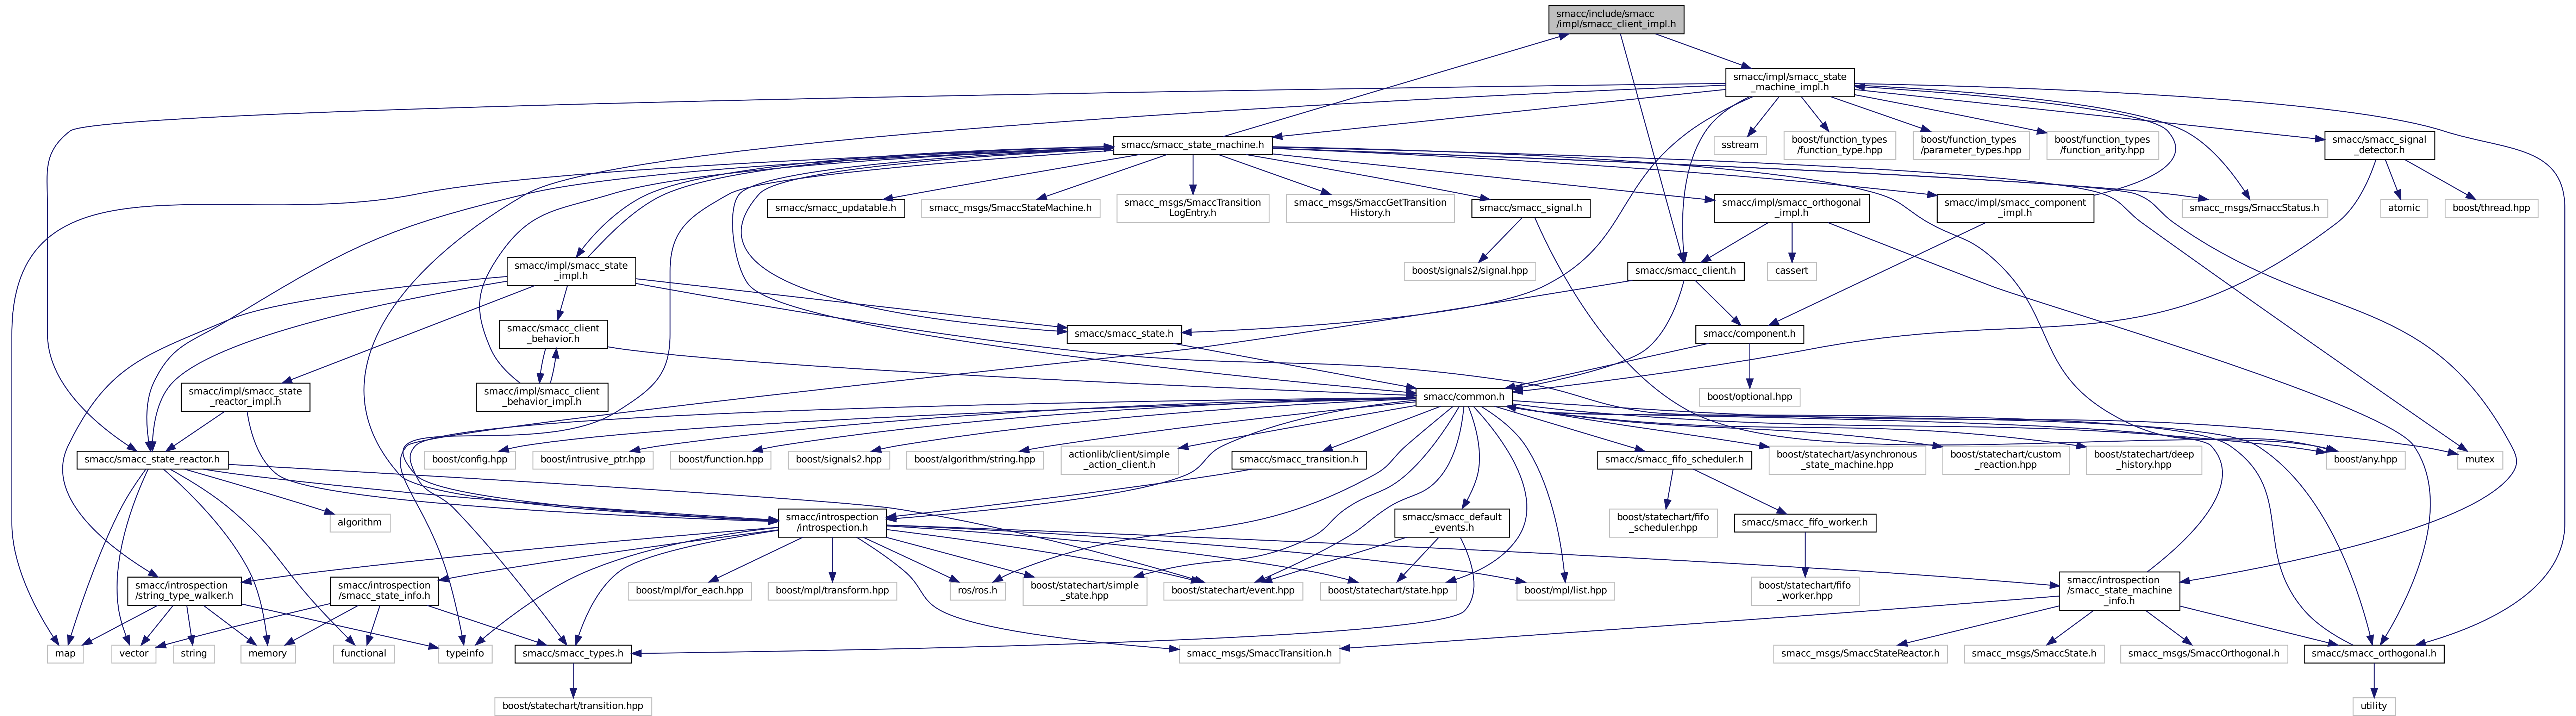 smacc/include/smacc
/impl/smacc_client_impl.h
smacc/impl/smacc_state
_machine_impl.h
smacc/smacc_state_machine.h
sstream
boost/function_types
/function_type.hpp
boost/function_types
/parameter_types.hpp
boost/function_types
/function_arity.hpp
smacc/smacc_signal
_detector.h
smacc/smacc_updatable.h
smacc_msgs/SmaccStateMachine.h
smacc_msgs/SmaccTransition
LogEntry.h
smacc_msgs/SmaccGetTransition
History.h
smacc/smacc_signal.h
smacc/impl/smacc_orthogonal
_impl.h
smacc/impl/smacc_component
_impl.h
smacc_msgs/SmaccStatus.h
atomic
boost/thread.hpp
smacc/impl/smacc_state
_impl.h
boost/signals2/signal.hpp
smacc/smacc_client.h
cassert
smacc/smacc_client
_behavior.h
smacc/smacc_state.h
smacc/component.h
smacc/impl/smacc_state
_reactor_impl.h
smacc/impl/smacc_client
_behavior_impl.h
smacc/common.h
boost/optional.hpp
smacc/smacc_state_reactor.h
boost/config.hpp
boost/intrusive_ptr.hpp
boost/function.hpp
boost/signals2.hpp
boost/algorithm/string.hpp
actionlib/client/simple
_action_client.h
smacc/smacc_transition.h
smacc/smacc_fifo_scheduler.h
boost/statechart/asynchronous
_state_machine.hpp
boost/statechart/custom
_reaction.hpp
boost/statechart/deep
_history.hpp
boost/any.hpp
mutex
algorithm
smacc/introspection
/introspection.h
smacc/smacc_default
_events.h
boost/statechart/fifo
_scheduler.hpp
smacc/smacc_fifo_worker.h
smacc/introspection
/string_type_walker.h
smacc/introspection
/smacc_state_info.h
boost/mpl/for_each.hpp
boost/mpl/transform.hpp
ros/ros.h
boost/statechart/simple
_state.hpp
boost/statechart/event.hpp
boost/statechart/state.hpp
boost/mpl/list.hpp
boost/statechart/fifo
_worker.hpp
smacc/introspection
/smacc_state_machine
_info.h
map
vector
string
memory
functional
typeinfo
smacc/smacc_types.h
smacc_msgs/SmaccTransition.h
smacc_msgs/SmaccStateReactor.h
smacc_msgs/SmaccState.h
smacc_msgs/SmaccOrthogonal.h
smacc/smacc_orthogonal.h
boost/statechart/transition.hpp
utility